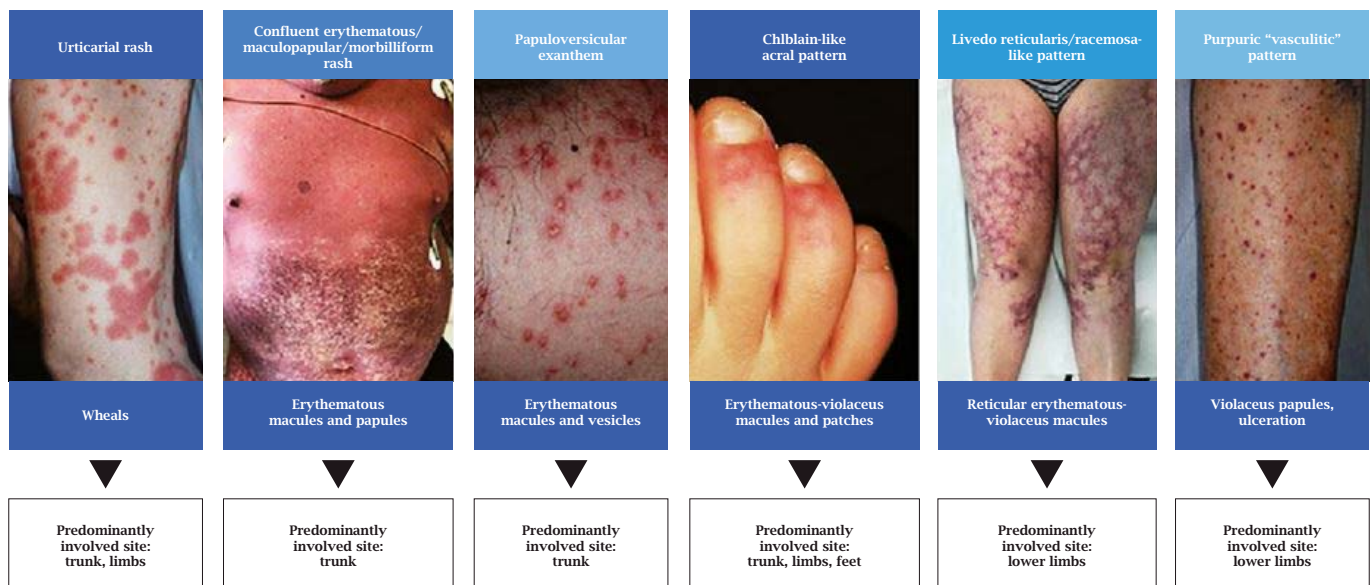 Urticarial rash
Confluent erythematous/
maculopapular/morbilliform
rash
Papuloversicular
exanthem
Chlblain-like
acral pattern
Livedo reticularis/racemosa-
like pattern
Purpuric “vasculitic”
pattern
Wheals
Erythematous
macules and papules
Erythematous
macules and vesicles
Erythematous-violaceus
macules and patches
Reticular erythematous-
violaceus macules
Violaceus papules,
ulceration
Predominantly
involved site:
trunk, limbs
Predominantly
involved site:
trunk
Predominantly
involved site:
trunk
Predominantly
involved site:
trunk, limbs, feet
Predominantly
involved site:
lower limbs
Predominantly
involved site:
lower limbs